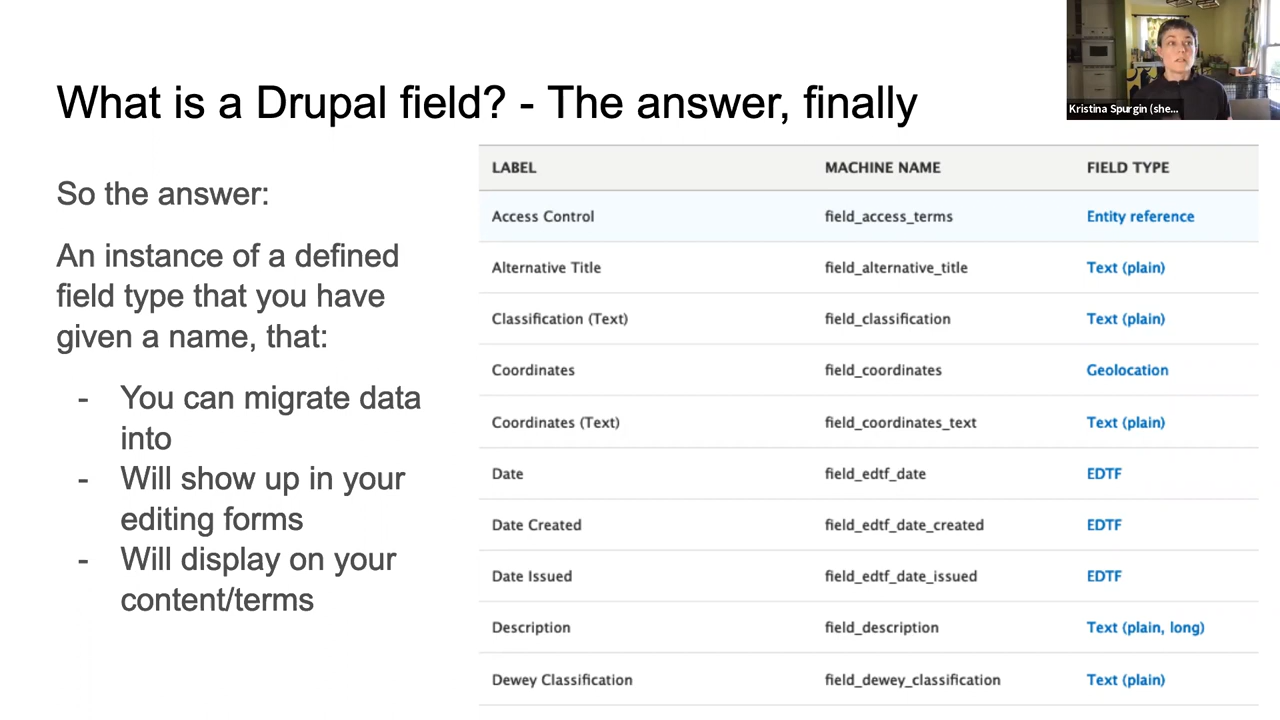 What is a Drupal field? - The answer, finally
Kristina Spurgin (she...
So the answer:
An instance of a defined
field type that you have
given a name, that:
- You can migrate data
into
- Will show up in your
editing forms
- Will display on your
content/terms
LABEL MACHINE NAME FIELD TYPE
Access Control field_access_terms Entity reference
Alternative Title field_alternative_title Text (plain)
Classification (Text) field_classification Text (plain)
Coordinates field_coordinates Geolocation
Coordinates (Text) field_coordinates_text Text (plain)
Date field_edtf_date EDTF
Date Created field_edtf_date_created EDTF
Date Issued field_edtf_date_issued EDTF
Description field_description Text (plain, long)
Dewey Classification field_dewey_classification Text (plain)